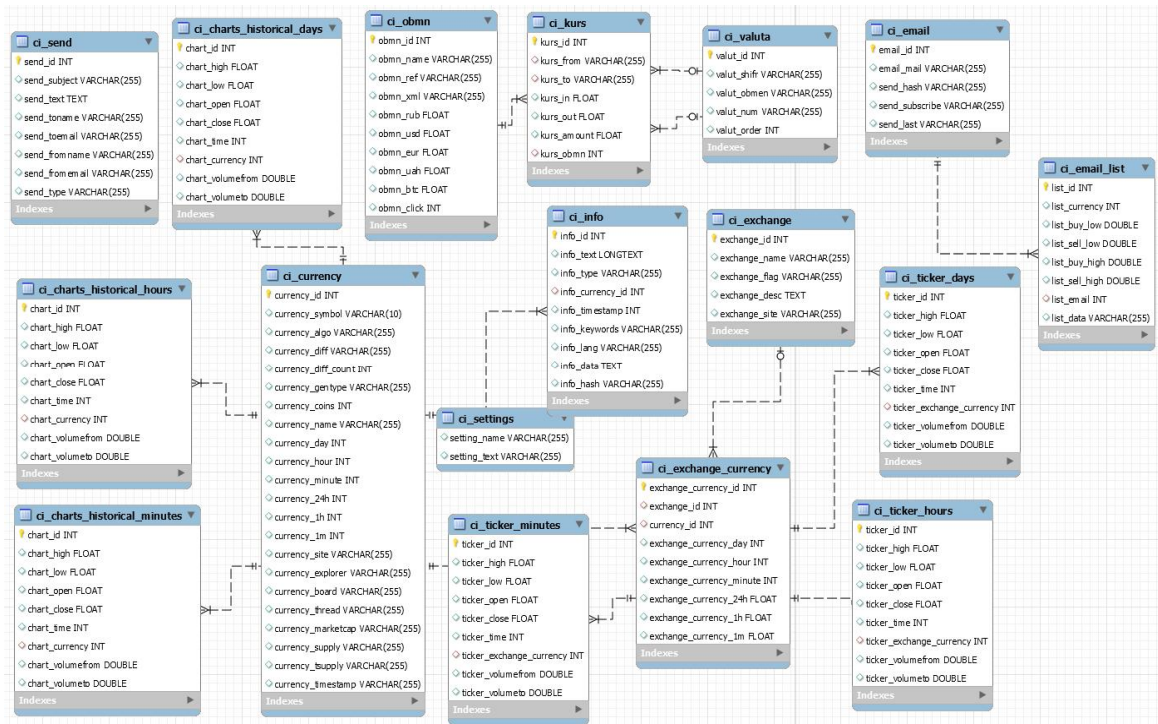 ci_send
send_id INT
send_subject VARCHAR(255)
send_text TEXT
send_toname VARCHAR(255)
send_toemail VARCHAR(255)
send_fromname VARCHAR(255)
send_fromemail VARCHAR(255)
send_type VARCHAR(255)
Indexes
ci_charts_historical_days
chart_id INT
chart_high FLOAT
chart_low FLOAT
chart_open FLOAT
chart_close FLOAT
chart_time INT
chart_currency INT
chart_volumefrom DOUBLE
chart_volumeto DOUBLE
Indexes
ci_obmn
obmn_id INT
obmn_name VARCHAR(255)
obmn_ref VARCHAR(255)
obmn_xml VARCHAR(255)
obmn_rub FLOAT
obmn_usd FLOAT
obmn_eur FLOAT
obmn_uah FLOAT
obmn_btc FLOAT
obmn_click INT
Indexes
ci_kurs
kurs_id INT
kurs_from VARCHAR(255)
kurs_to VARCHAR(255)
kurs_in FLOAT
kurs_out FLOAT
kurs_amount FLOAT
kurs_obmn INT
Indexes
ci_valuta
valut_id INT
valut_shifr VARCHAR(255)
valut_obmen VARCHAR(255)
valut_num VARCHAR(255)
valut_order INT
Indexes
ci_email
email_id INT
email_mail VARCHAR(255)
send_hash VARCHAR(255)
send_subscribe VARCHAR(255)
send_last VARCHAR(255)
Indexes
ci_email_list
list_id INT
list_currency INT
list_buy_low DOUBLE
list_sell_low DOUBLE
list_buy_high DOUBLE
list_sell_high DOUBLE
list_email INT
list_data VARCHAR(255)
Indexes
ci_charts_historical_hours
chart_id INT
chart_high FLOAT
chart_low FLOAT
chart_open FLOAT
chart_close FLOAT
chart_time INT
chart_currency INT
chart_volumefrom DOUBLE
chart_volumeto DOUBLE
Indexes
ci_currency
currency_id INT
currency_symbol VARCHAR(10)
currency_algo VARCHAR(255)
currency_diff VARCHAR(255)
currency_diff_count INT
currency_gentype VARCHAR(255)
currency_coins INT
currency_name VARCHAR(255)
currency_day INT
currency_hour INT
currency_minute INT
currency_24h INT
currency_1h INT
currency_1m INT
currency_site VARCHAR(255)
currency_explorer VARCHAR(255)
currency_board VARCHAR(255)
currency_thread VARCHAR(255)
currency_marketcap VARCHAR(255)
currency_supply VARCHAR(255)
currency_tsupply VARCHAR(255)
currency_timestamp VARCHAR(255)
Indexes
ci_info
info_id INT
info_text LONGTEXT
info_type VARCHAR(255)
info_currency_id INT
info_timestamp INT
info_keywords VARCHAR(255)
info_lang VARCHAR(255)
info_data TEXT
info_hash VARCHAR(255)
Indexes
ci_settings
setting_name VARCHAR(255)
setting_text VARCHAR(255)
Indexes
ci_exchange
exchange_id INT
exchange_name VARCHAR(255)
exchange_flag VARCHAR(255)
exchange_desc TEXT
exchange_site VARCHAR(255)
Indexes
ci_ticker_days
ticker_id INT
ticker_high FLOAT
ticker_low FLOAT
ticker_open FLOAT
ticker_close FLOAT
ticker_time INT
ticker_exchange_currency INT
ticker_volumefrom DOUBLE
ticker_volumeto DOUBLE
Indexes
ci_charts_historical_minutes
chart_id INT
chart_high FLOAT
chart_low FLOAT
chart_open FLOAT
chart_close FLOAT
chart_time INT
chart_currency INT
chart_volumefrom DOUBLE
chart_volumeto DOUBLE
Indexes
ci_ticker_minutes
ticker_id INT
ticker_high FLOAT
ticker_low FLOAT
ticker_open FLOAT
ticker_close FLOAT
ticker_time INT
ticker_exchange_currency INT
ticker_volumefrom DOUBLE
ticker_volumeto DOUBLE
Indexes
ci_exchange_currency
exchange_currency_id INT
exchange_id INT
currency_id INT
exchange_currency_day INT
exchange_currency_hour INT
exchange_currency_minute INT
exchange_currency_24h FLOAT
exchange_currency_1h FLOAT
exchange_currency_1m FLOAT
Indexes
ci_ticker_hours
ticker_id INT
ticker_high FLOAT
ticker_low FLOAT
ticker_open FLOAT
ticker_close FLOAT
ticker_time INT
ticker_exchange_currency INT
ticker_volumefrom DOUBLE
ticker_volumeto DOUBLE
Indexes